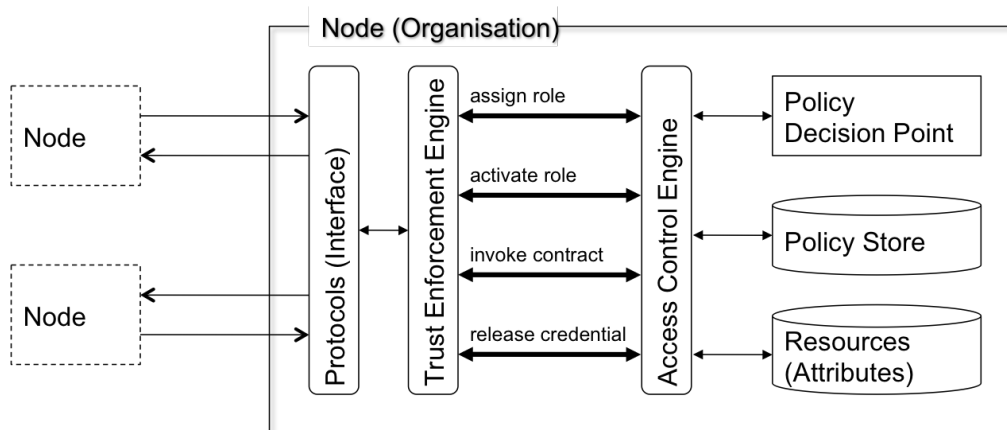 Node (Organisation)
Node
Node
Protocols (Interface)
Trust Enforcement Engine
assign role
activate role
invoke contract
release credential
Access Control Engine
Policy
Decision Point
Policy Store
Resources
(Attributes)